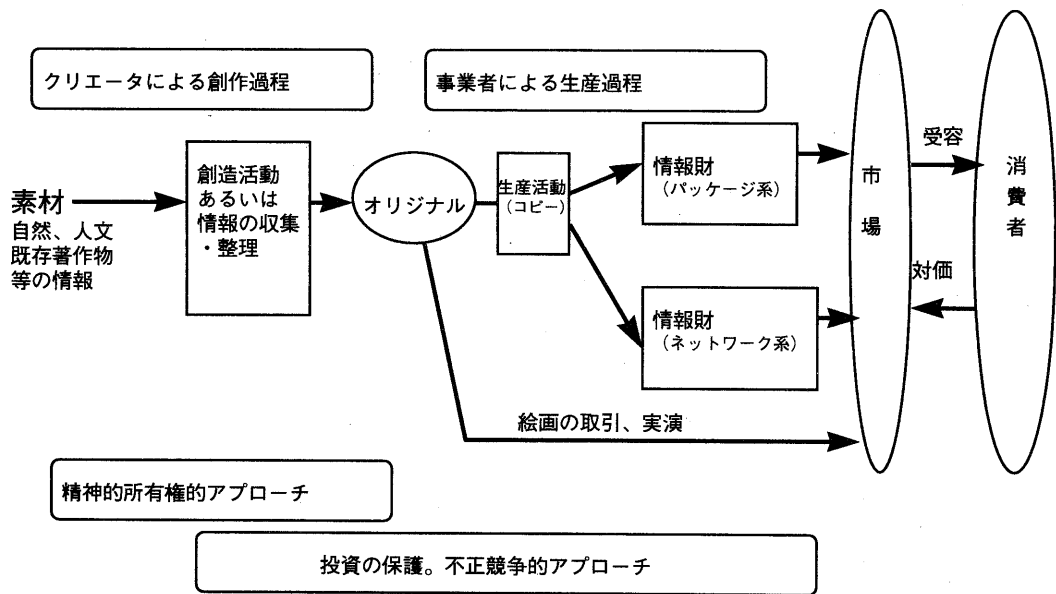 クリエータによる創作過程
事業者による生産過程
素材
自然、人文
既存著作物
等の情報
創造活動
あるいは
情報の収集
・整理
オリジナル
生産活動
(コピー)
情報財
(パッケージ系)
情報財
(ネットワーク系)
絵画の取引、実演
市場
受容
対価
消費者
精神的所有権的アプローチ
投資の保護。不正競争的アプローチ